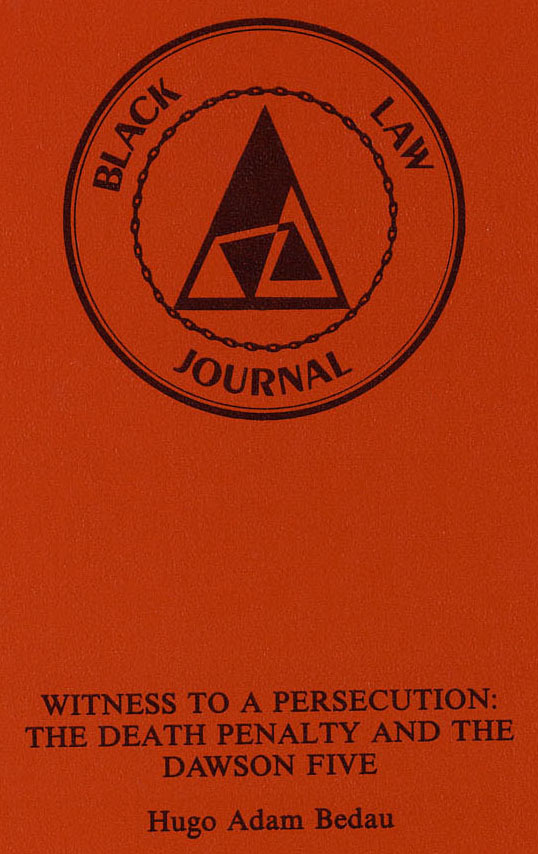 BLACK LAW
JOURNAL
WITNESS TO A PERSECUTION:
THE DEATH PENALTY AND THE
DAWSON FIVE
Hugo Adam Bedau